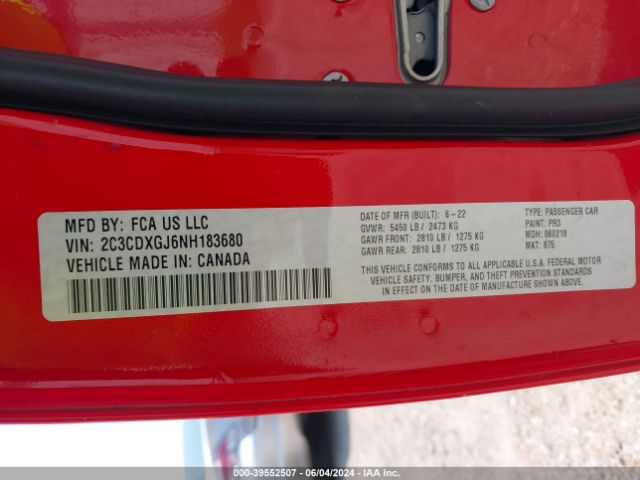 MFD BY: FCA US LLC
VIN: 2C3CDXGJ6NH183680
VEHICLE MADE IN: CANADA
DATE OF MFR (BUILT): 6-22
GVWR: 5450 LB / 2473 KG
GAWR FRONT: 2810 LB / 1275 KG
GAWR REAR: 2810 LB / 1275 KG
TYPE: PASSENGER CAR
PAINT: PR3
MDH: 060219
MKT: 875
THIS VEHICLE CONFORMS TO ALL APPLICABLE U.S.A. FEDERAL MOTOR
VEHICLE SAFETY, BUMPER, AND THEFT PREVENTION STANDARDS
IN EFFECT ON THE DATE OF MANUFACTURE SHOWN ABOVE.
000-39552507 - 06/04/2024 - IAA Inc.